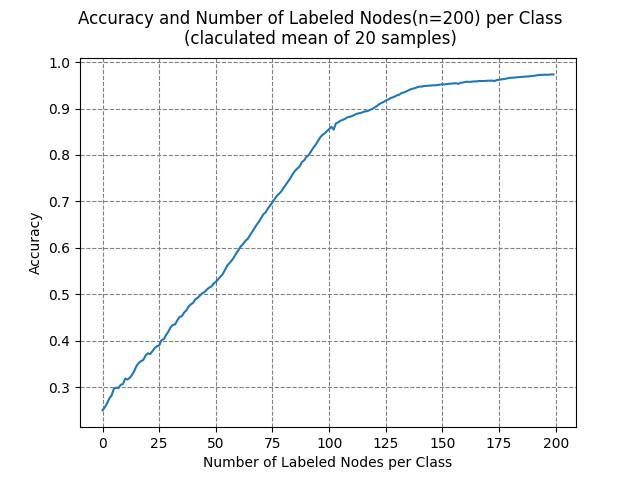 Accuracy and Number of Labeled Nodes(n=200) per Class
(claculated mean of 20 samples)
1.0
0.9
0.8
0.7
0.6
0.5
0.4
0.3
Accuracy
0 25 50 75 100 125 150 175 200
Number of Labeled Nodes per Class